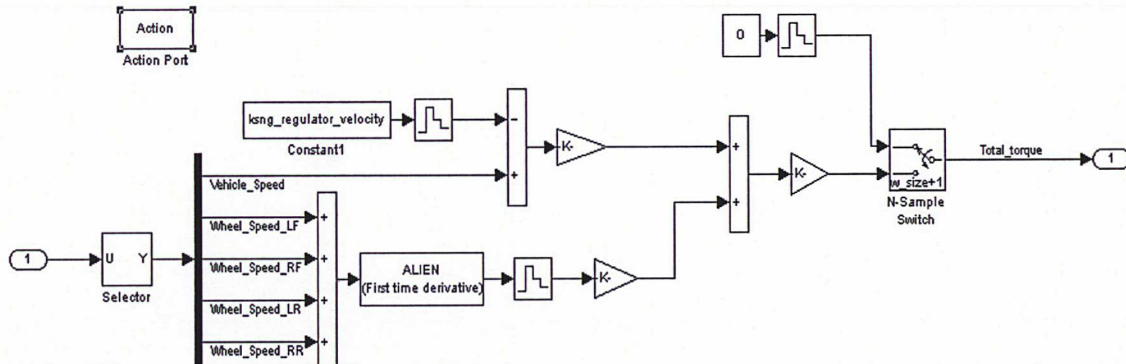 Action
Action Port
0
ksng_regulator_velocity
Constant1
-
+
K-
+
+
K-
w_size+1
N-Sample
Switch
Total_torque
1
Vehicle_Speed
1
U Y
Selector
Wheel_Speed_LF
+
Wheel_Speed_RF
+
Wheel_Speed_LR
+
Wheel_Speed_RR
+
ALIEN
(First time derivative)
K-